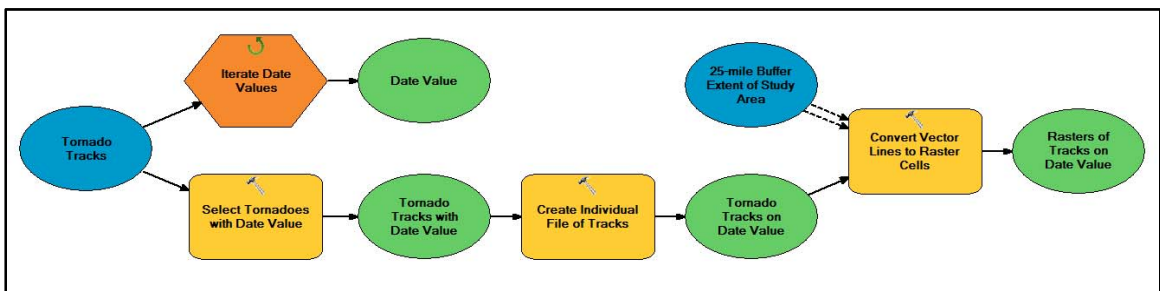 Iterate Date
Values
Date Value
25-mile Buffer
Extent of Study
Area
Tornado
Tracks
Convert Vector
Lines to Raster
Cells
Rasters of
Tracks on
Date Value
Select Tornadoes
with Date Value
Tornado
Tracks with
Date Value
Create Individual
File of Tracks
Tornado
Tracks on
Date Value